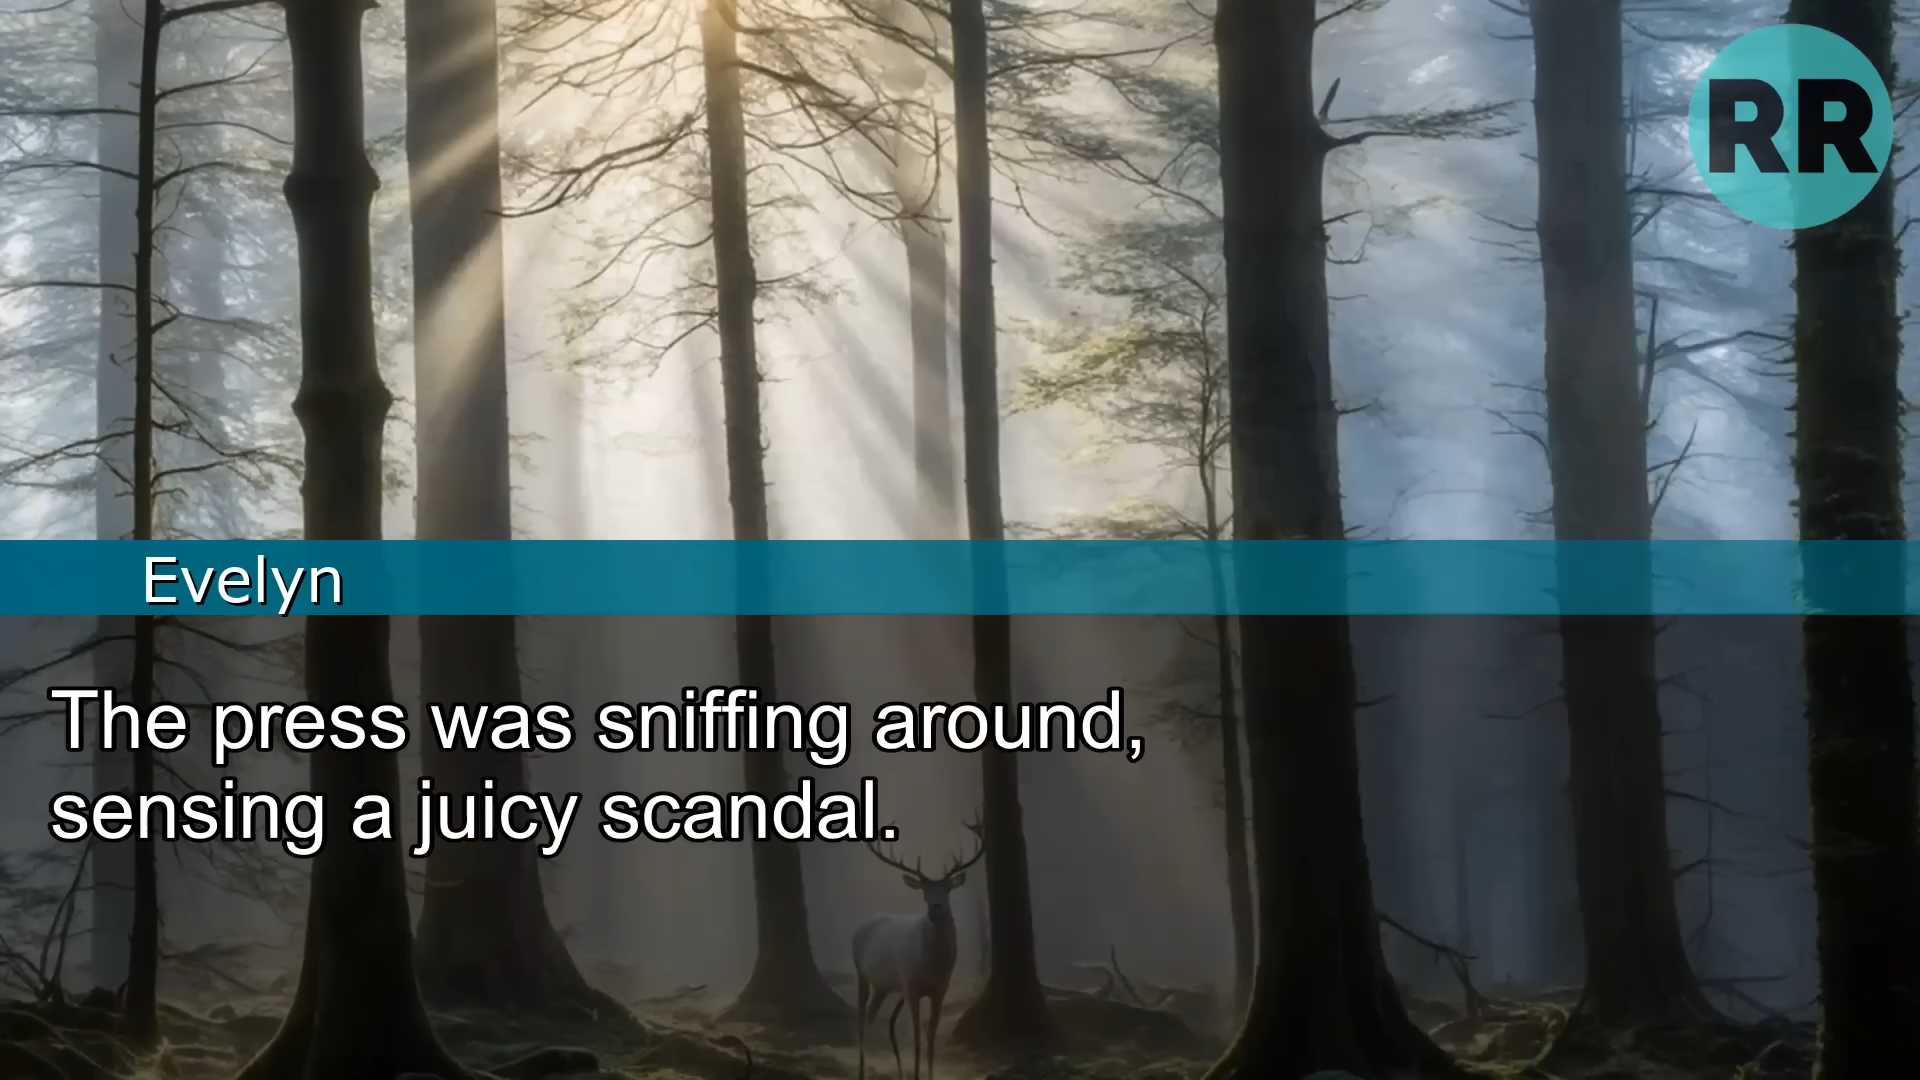 RR
Evelyn
The press was sniffing around,
sensing a juicy scandal.